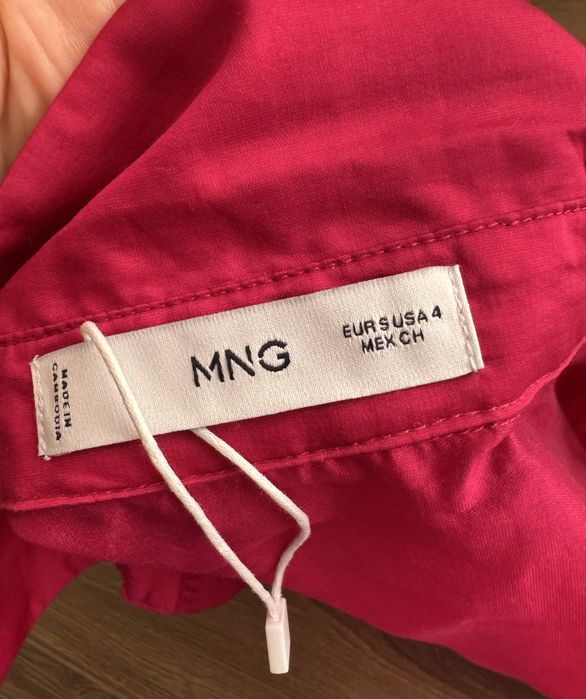 MADE IN
CAMBODIA
MNG
EUR S USA 4
MEX CH